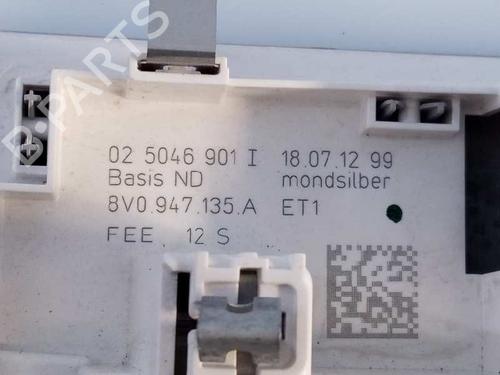 B-PARTS
02 5046 901 I 18.07.12 99
Basis ND mondsilber
8V0.947.135.A ET1
FEE 12 S